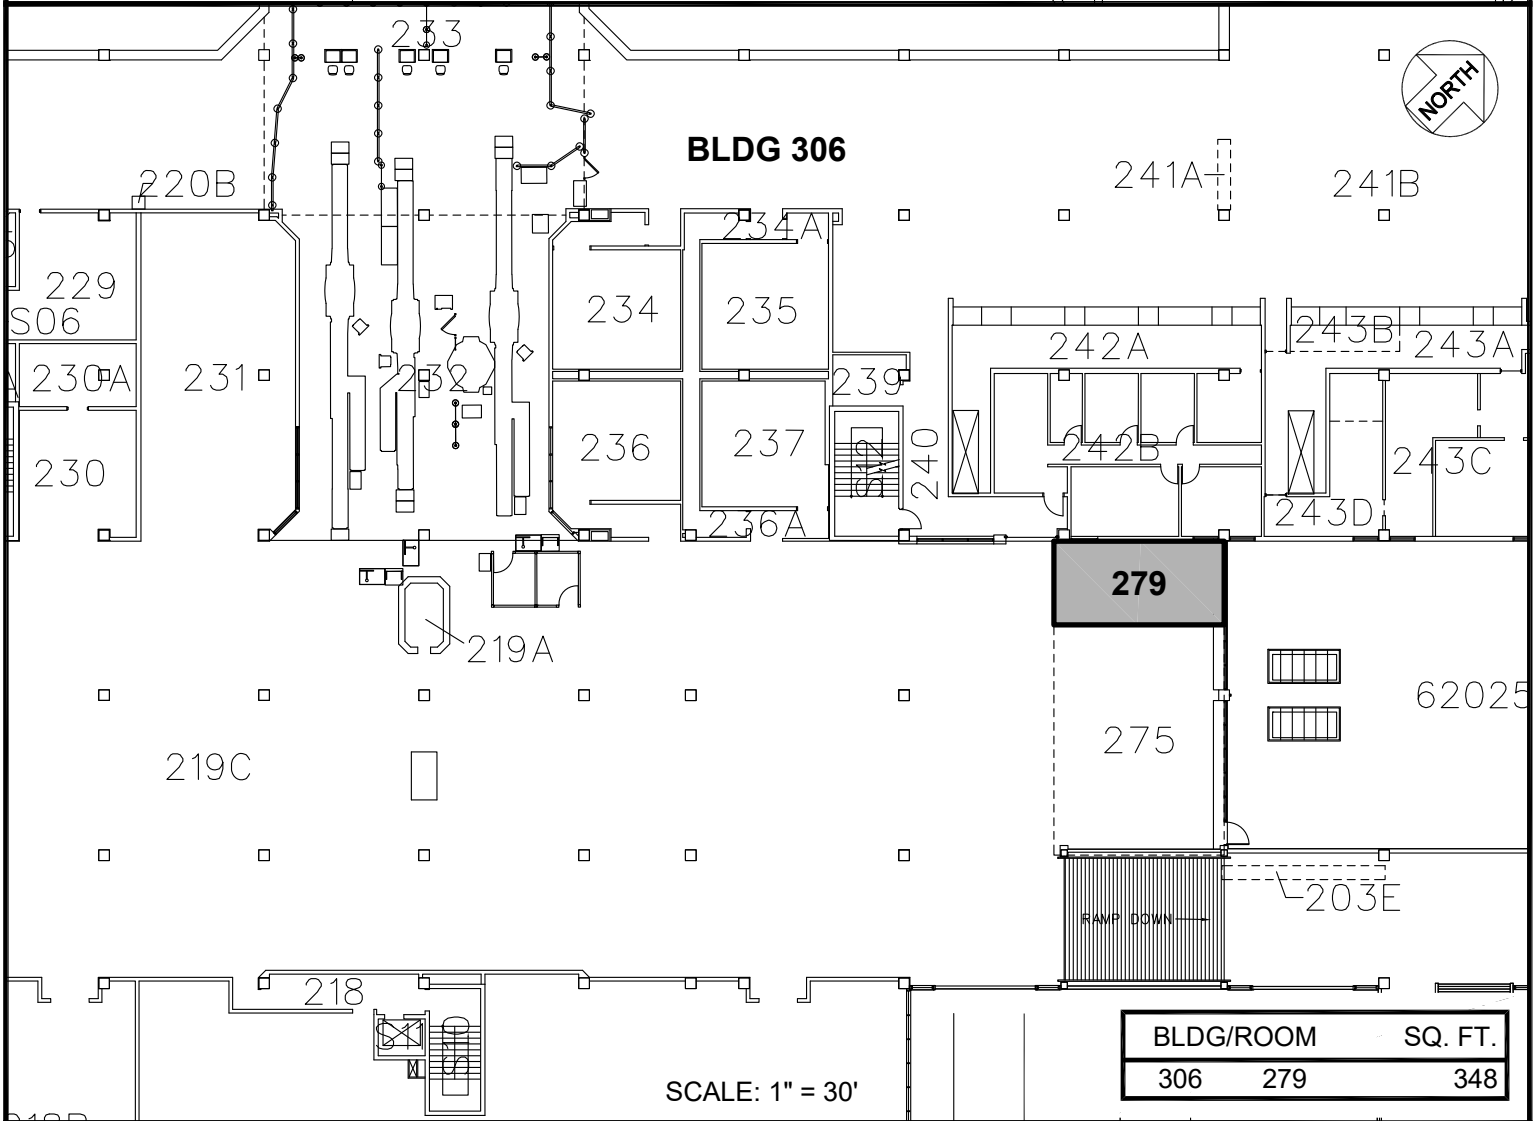 233
NORTH
BLDG 306
220B
241A
241B
234A
229
234
235
S06
242A
243B
243A
230A
231
232
239
236
237
S12
240
242B
243C
230
236A
243D
279
219A
62025
275
219C
203E
RAMP DOWN
218
S11
S10
BLDG/ROOM SQ. FT.
306 279 348
SCALE: 1" = 30'